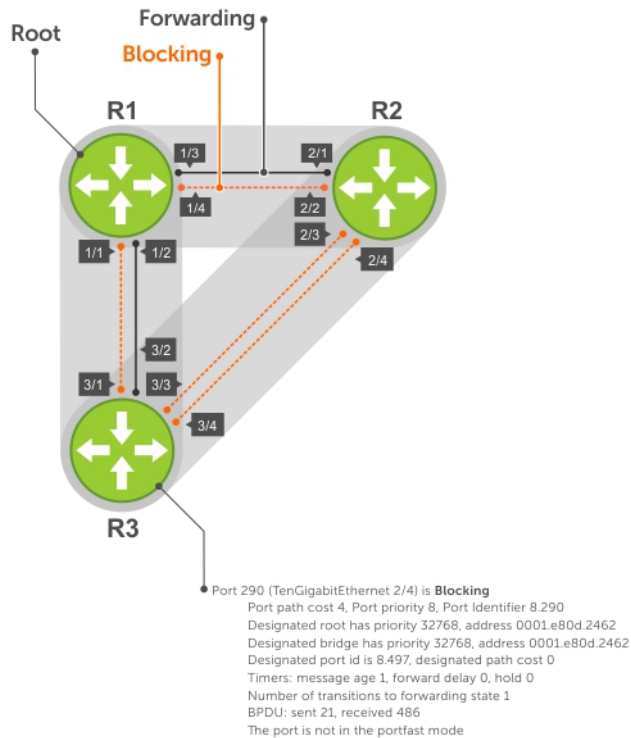 Forwarding
Root
Blocking
R1
R2
1/3
2/1
1/4
2/2
2/3
1/1
1/2
2/4
3/2
3/1
3/3
3/4
R3
Port 290 (TenGigabitEthernet 2/4) is Blocking
Port path cost 4, Port priority 8, Port Identifier 8.290
Designated root has priority 32768, address 0001.e80d.2462
Designated bridge has priority 32768, address 0001.e80d.2462
Designated port id is 8.497, designated path cost 0
Timers: message age 1, forward delay 0, hold 0
Number of transitions to forwarding state 1
BPDU: sent 21, received 486
The port is not in the portfast mode